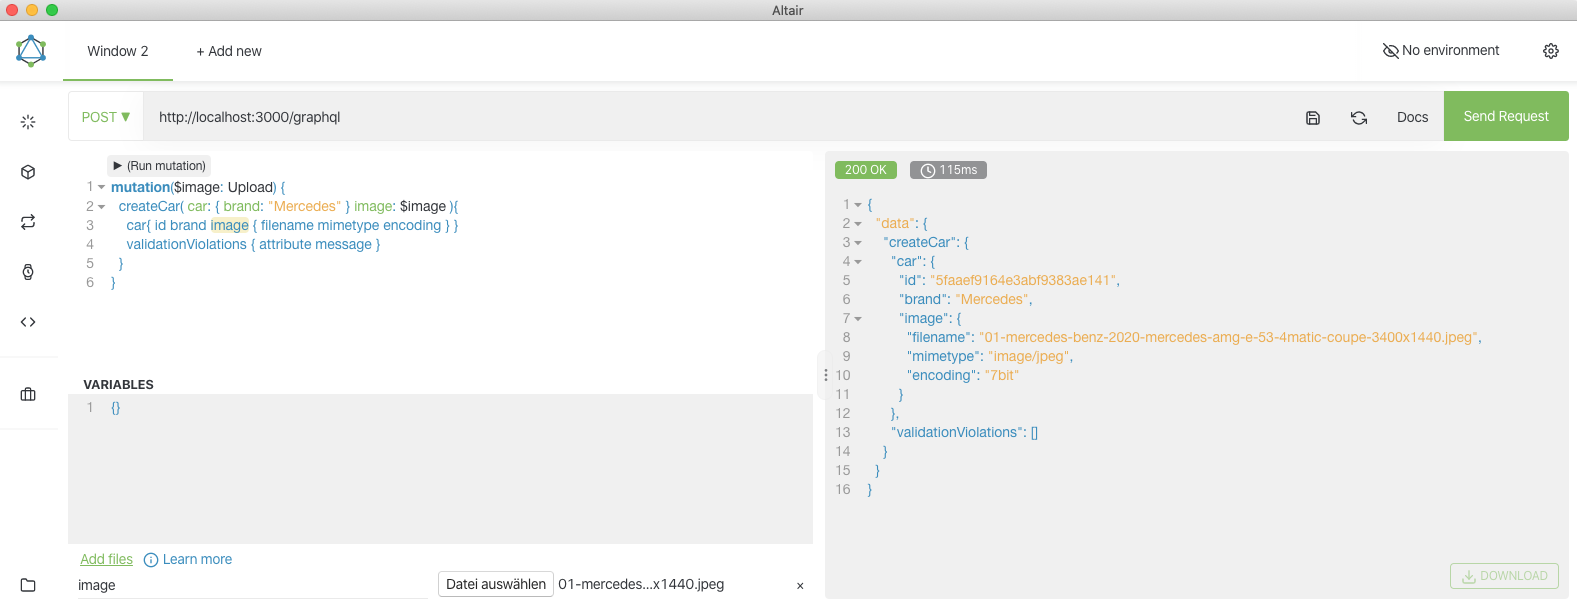 Altair
Window 2
+ Add new
No environment
POST ▼
http://localhost:3000/graphql
Docs
Send Request
▶ (Run mutation)
1 mutation($image: Upload) {
2 createCar( car: { brand: "Mercedes" } image: $image ){
3 car{ id brand image { filename mimetype encoding } }
4 validationViolations { attribute message }
5 }
6 }
VARIABLES
1 {}
Add files
Learn more
image
Datei auswählen 01-mercedes...x1440.jpeg ×
200 OK
115ms
1 {
2 "data": {
3 "createCar": {
4 "car": {
5 "id": "5faaef9164e3abf9383ae141",
6 "brand": "Mercedes",
7 "image": {
8 "filename": "01-mercedes-benz-2020-mercedes-amg-e-53-4matic-coupe-3400x1440.jpeg",
9 "mimetype": "image/jpeg",
10 "encoding": "7bit"
11 }
12 },
13 "validationViolations": []
14 }
15 }
16 }
DOWNLOAD